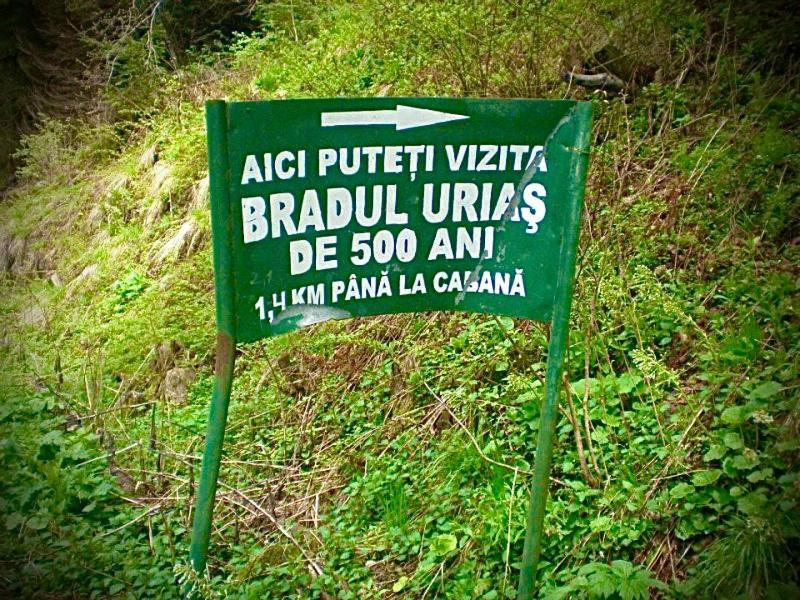 AICI PUTEȚI VIZITA
BRADUL URIAȘ
DE 500 ANI
1,4 KM PÂNĂ LA CABANĂ